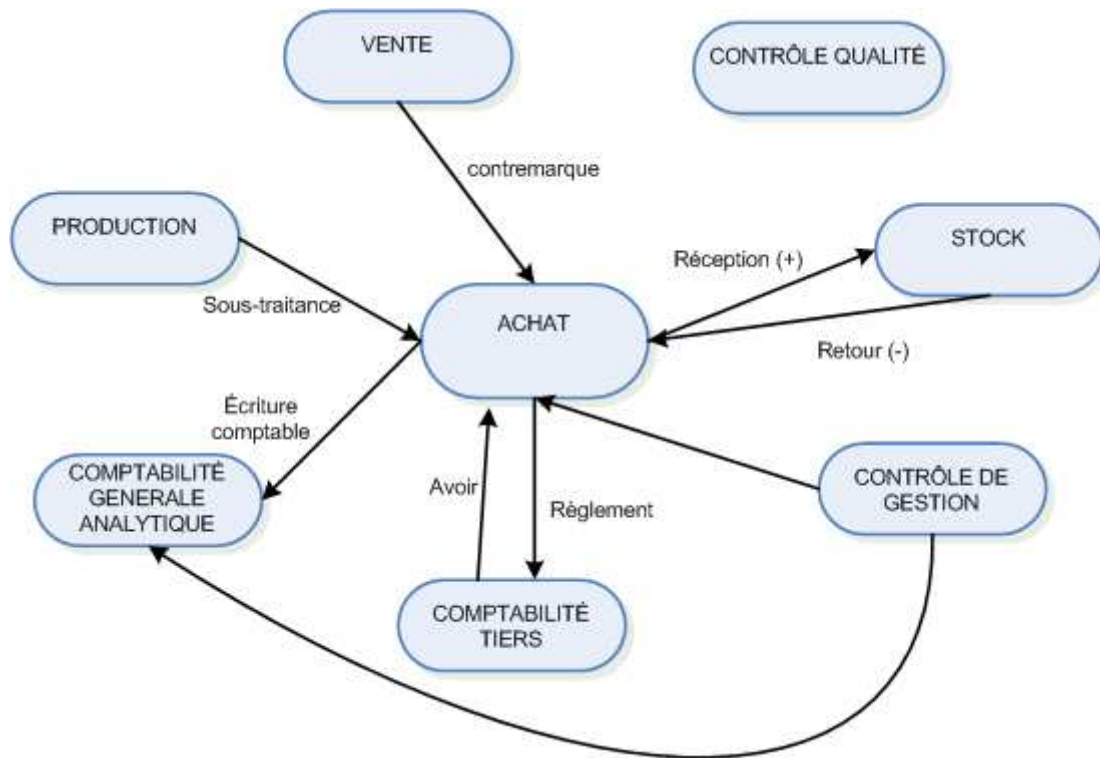 VENTE
CONTRÔLE QUALITÉ
contremarque
PRODUCTION
STOCK
Réception (+)
Sous-traitance
ACHAT
Retour (-)
Écriture
comptable
COMPTABILITÉ
GENERALE
ANALYTIQUE
Avoir
Règlement
CONTRÔLE DE
GESTION
COMPTABILITÉ
TIERS